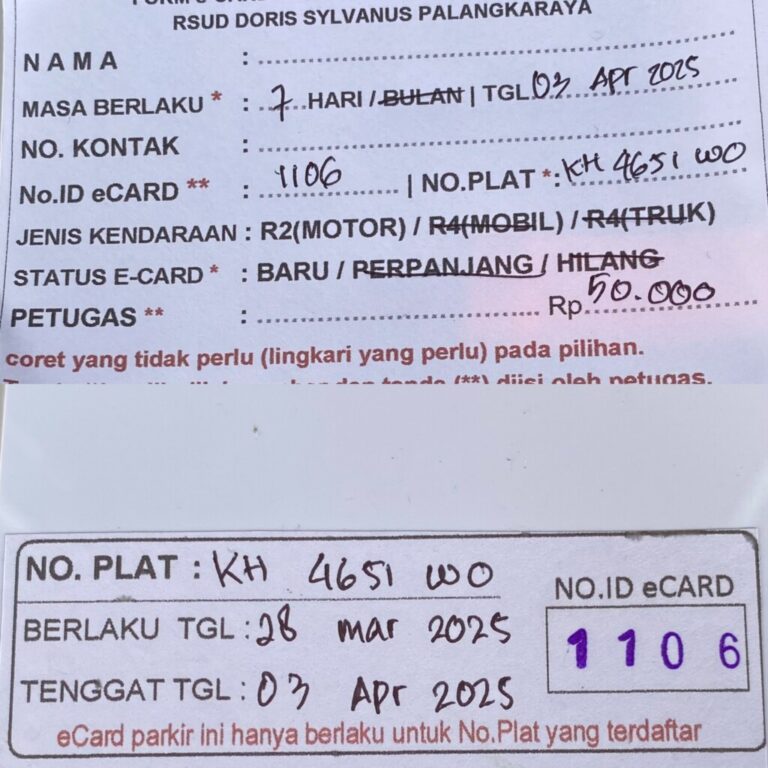 RSUD DORIS SYLVANUS PALANGKARAYA
N A M A :
MASA BERLAKU * : 7 HARI / BULAN | TGL 03 Apr 2025
NO. KONTAK :
No.ID eCARD ** : 1106 | NO.PLAT *: KH 4651 WO
JENIS KENDARAAN : R2(MOTOR) / R4(MOBIL) / R4(TRUK)
STATUS E-CARD * : BARU / PERPANJANG / HILANG
PETUGAS ** : Rp. 50.000
coret yang tidak perlu (lingkari yang perlu) pada pilihan.
(**) diisi oleh petugas.
NO. PLAT : KH 4651 WO
NO.ID eCARD
BERLAKU TGL : 28 mar 2025
1106
TENGGAT TGL : 03 Apr 2025
eCard parkir ini hanya berlaku untuk No.Plat yang terdaftar